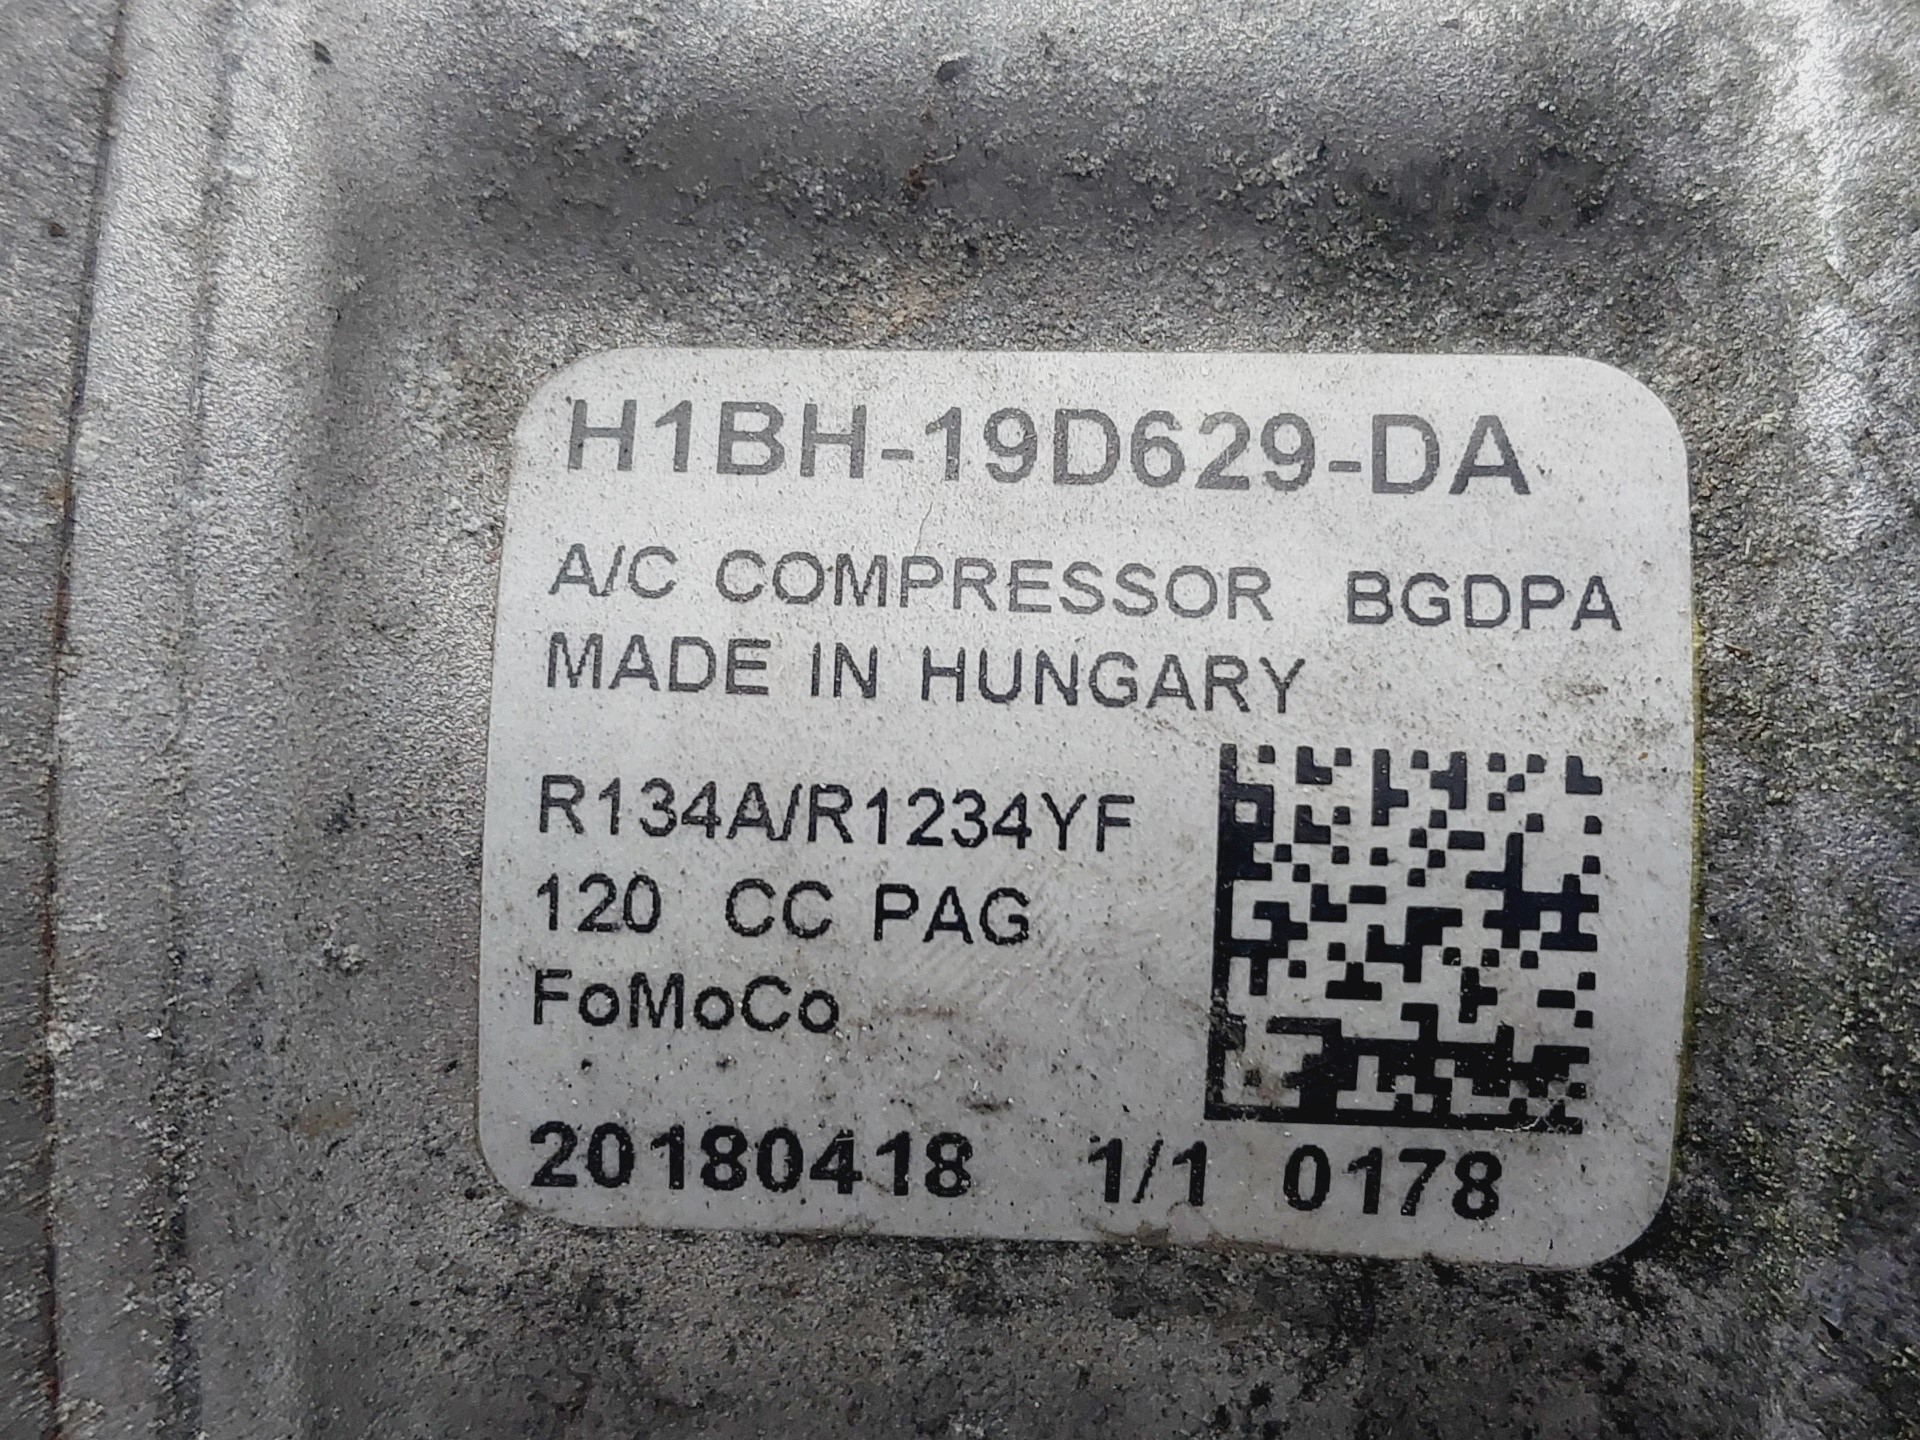 H1BH-19D629-DA
A/C COMPRESSOR BGDPA
MADE IN HUNGARY
R134A/R1234YF
120 CC PAG
FoMoCo
20180418 1/1 0178